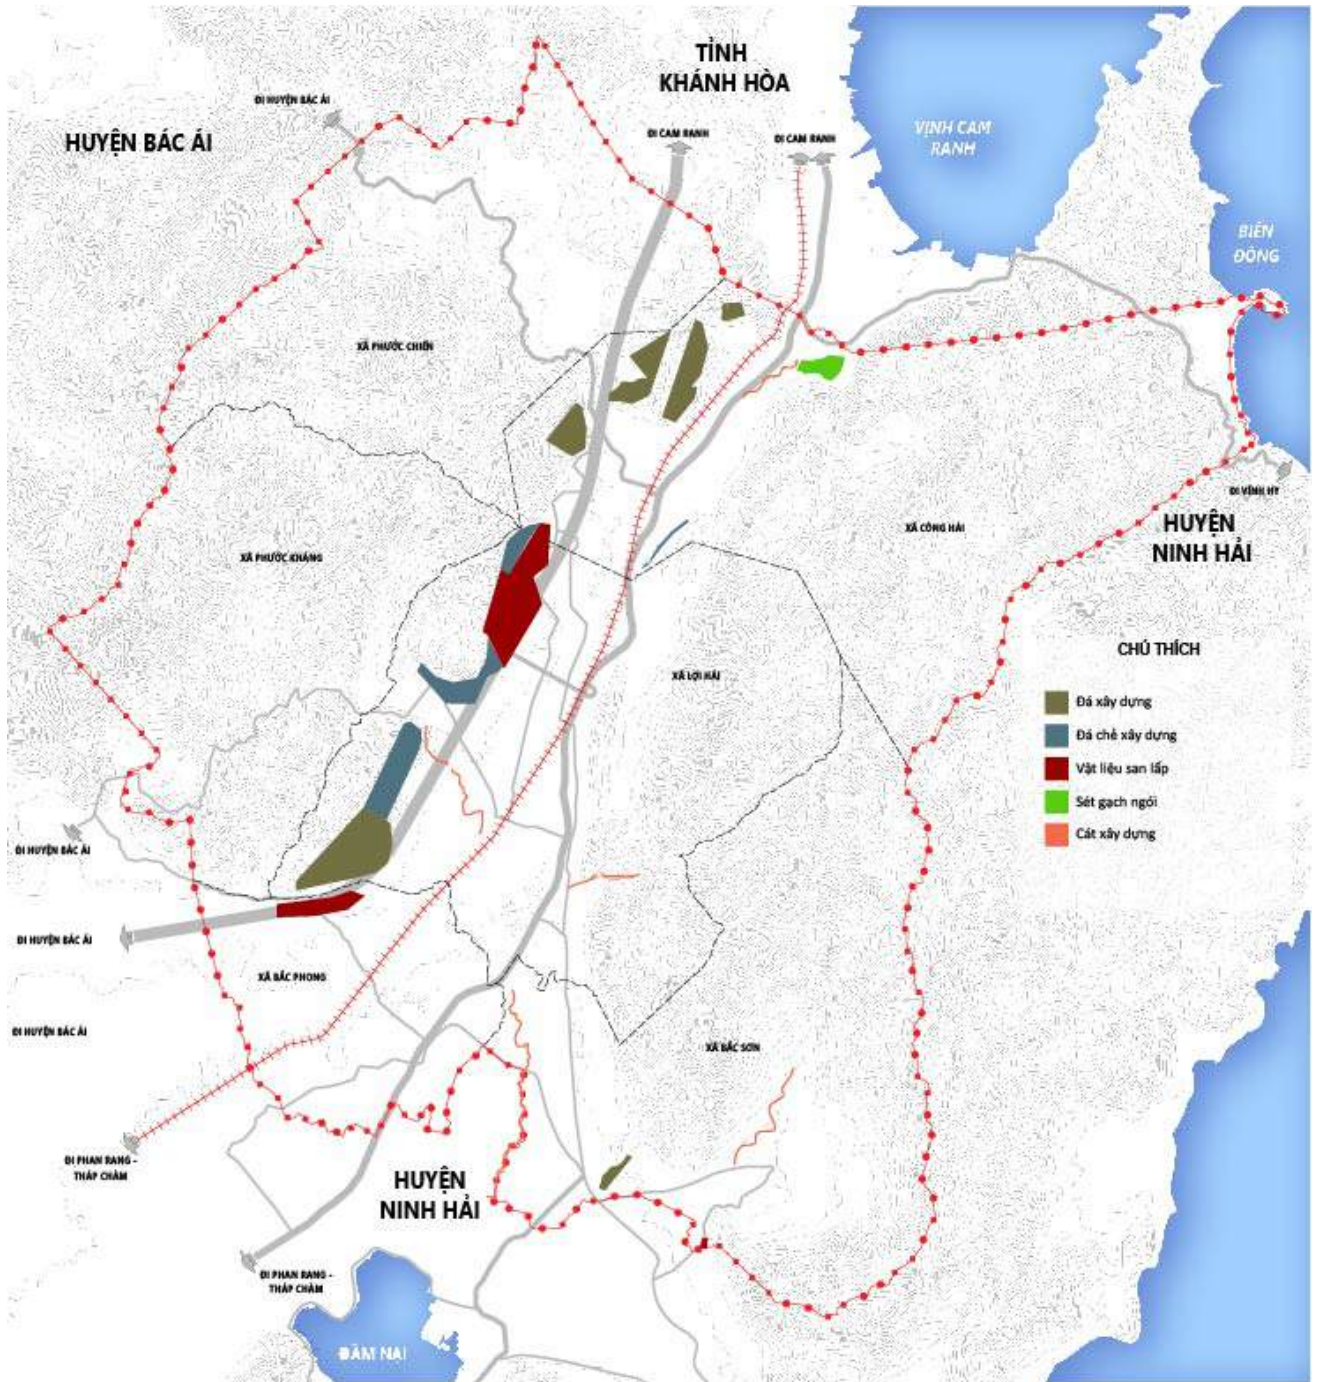 TỈNH
KHÁNH HÒA
ĐI HUYỆN BÁC ÁI
HUYỆN BÁC ÁI
ĐI CAM RANH
ĐI CAM RANH
VỊNH CAM
RANH
BIỂN
ĐÔNG
XÃ PHƯỚC CHIẾN
ĐI VĨNH HY
XÃ PHƯỚC KHÁNG
XÃ CÔNG HẢI
HUYỆN
NINH HẢI
CHÚ THÍCH
XÃ LỢI HẢI
Đá xây dựng
Đá chẻ xây dựng
Vật liệu san lấp
Sét gạch ngói
Cát xây dựng
ĐI HUYỆN BÁC ÁI
ĐI HUYỆN BÁC ÁI
XÃ BẮC PHONG
ĐI HUYỆN BÁC ÁI
XÃ BẮC SƠN
ĐI PHAN RANG -
THÁP CHÀM
HUYỆN
NINH HẢI
ĐI PHAN RANG -
THÁP CHÀM
ĐẦM NẠI